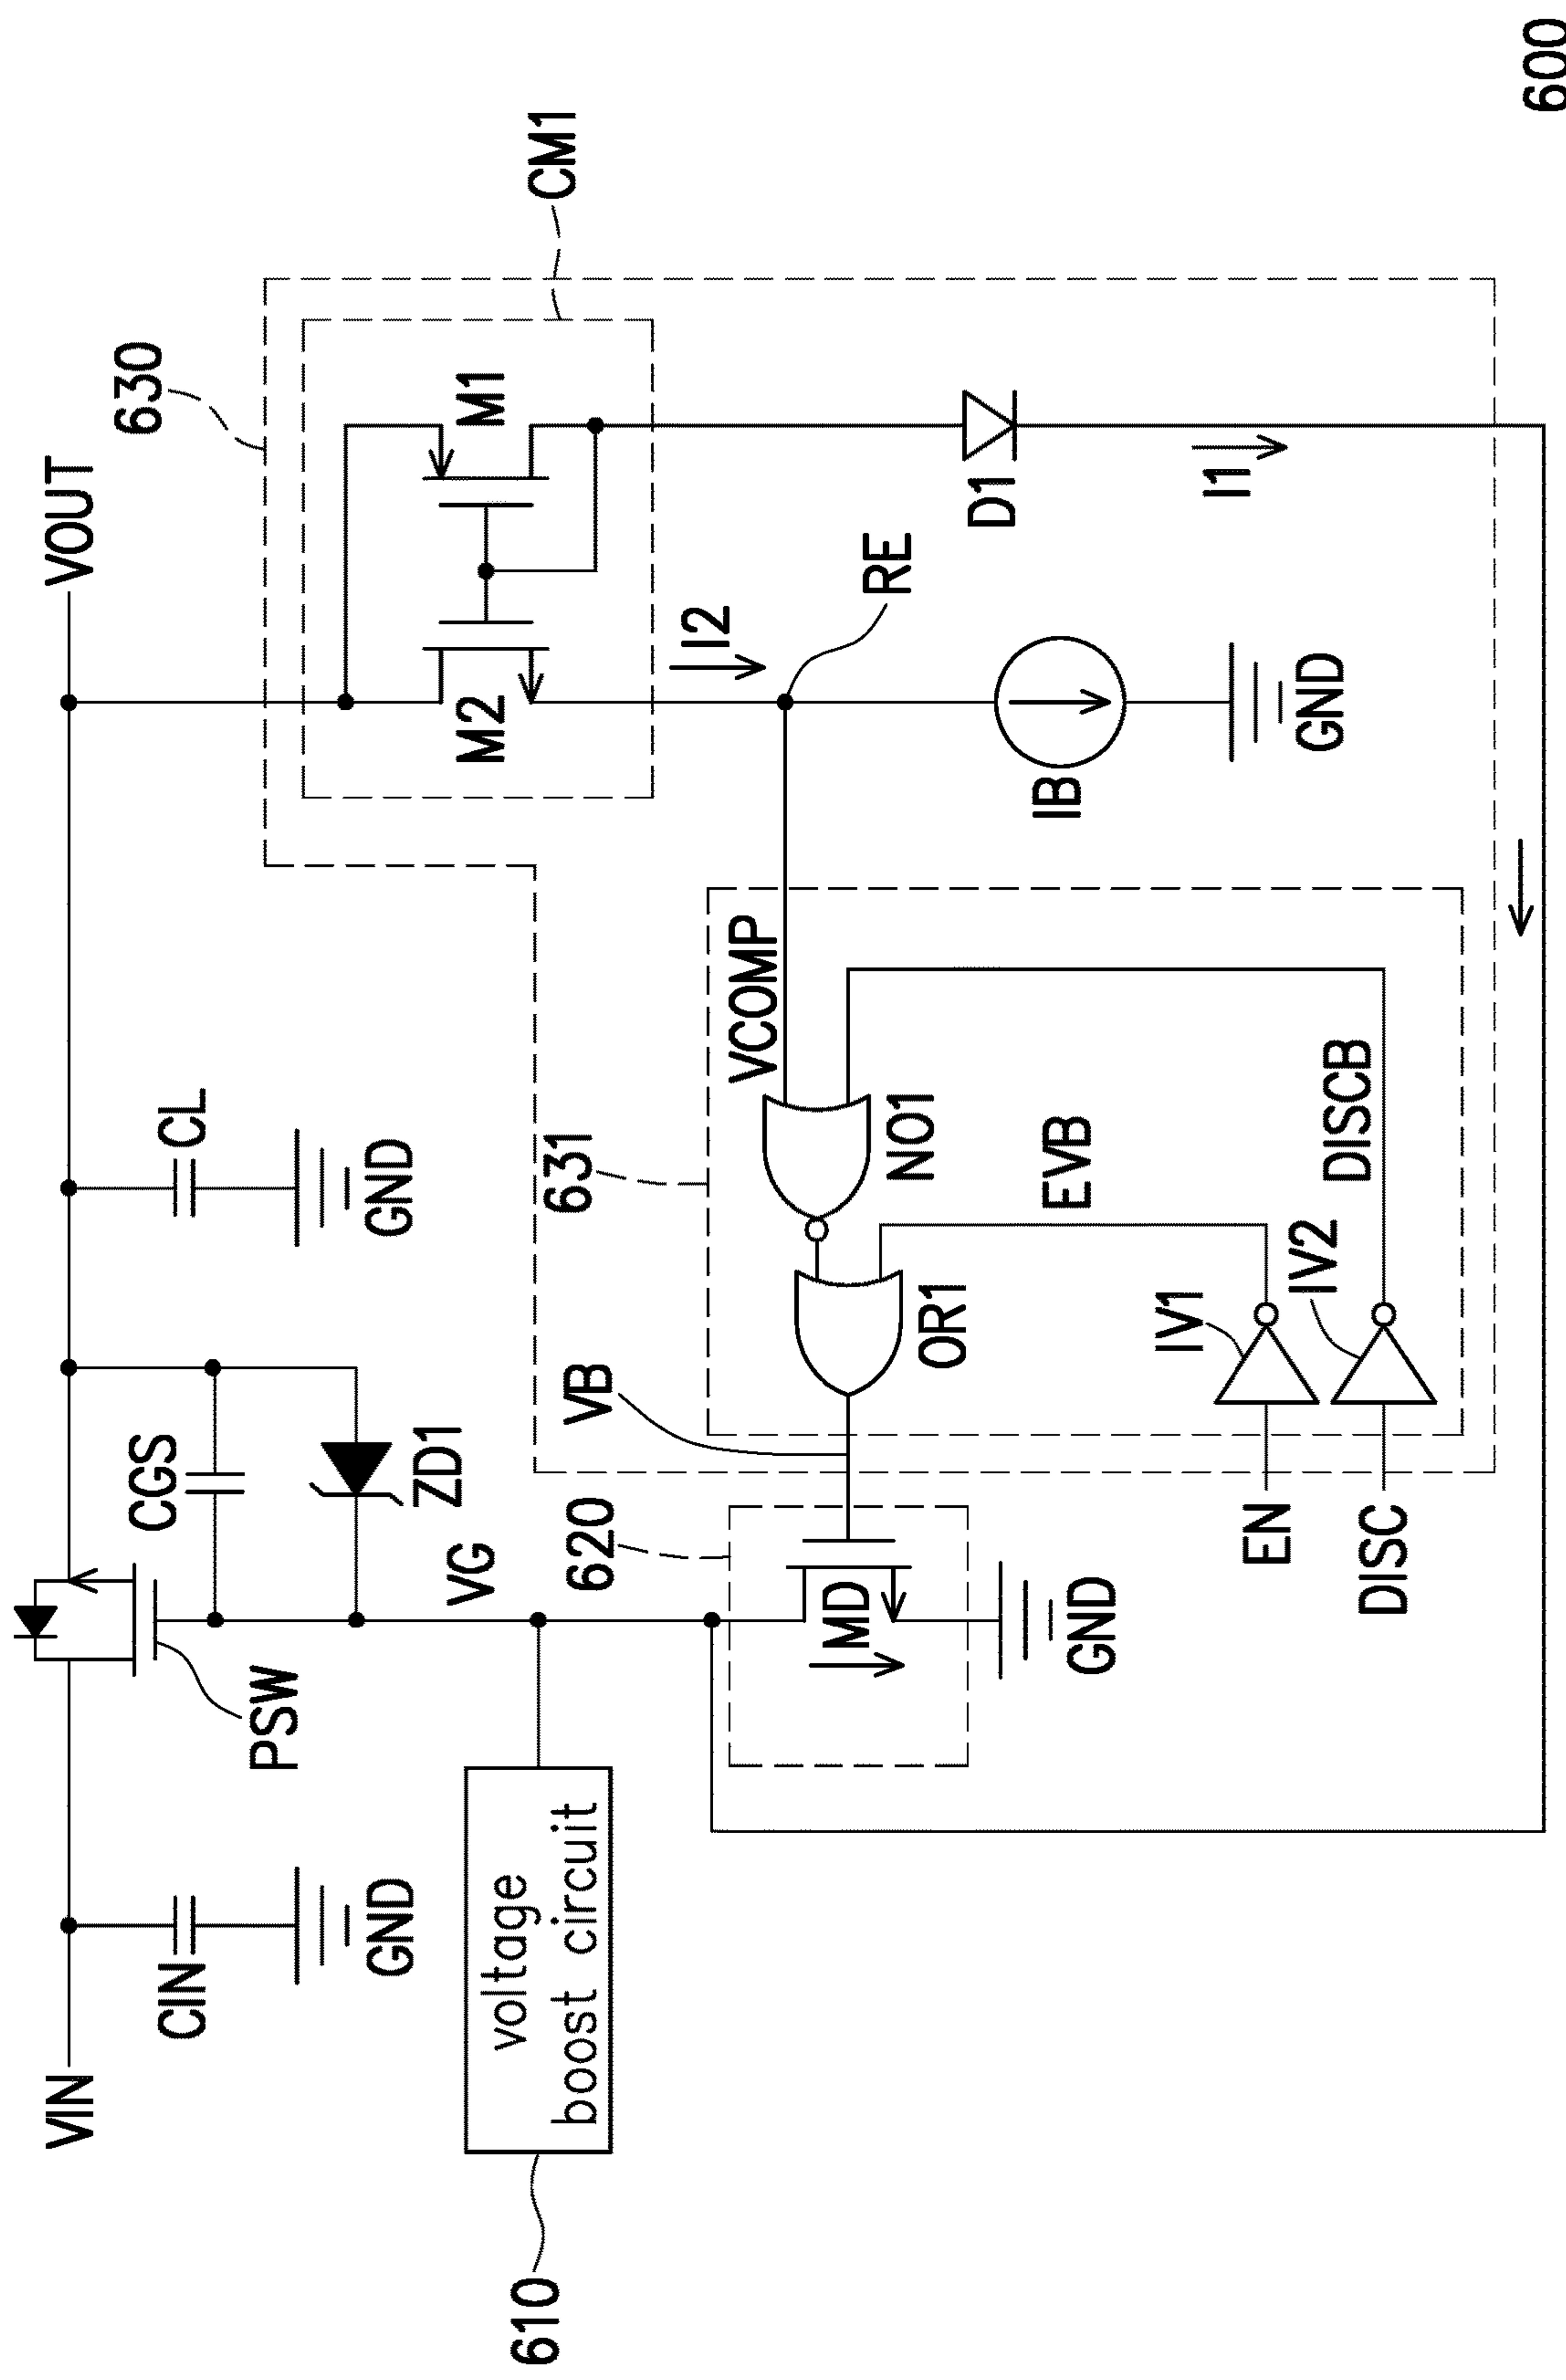 VIN
VOUT
CIN
GND
PSW
CGS
ZD1
CL
GND
630
CM1
M2
M1
610
voltage
boost circuit
VG
620
VB
631
VCOMP
I2
RE
MD
GND
OR1
NO1
EVB
IB
GND
D1
I1
EN
IV1
DISC
IV2
DISCB
600